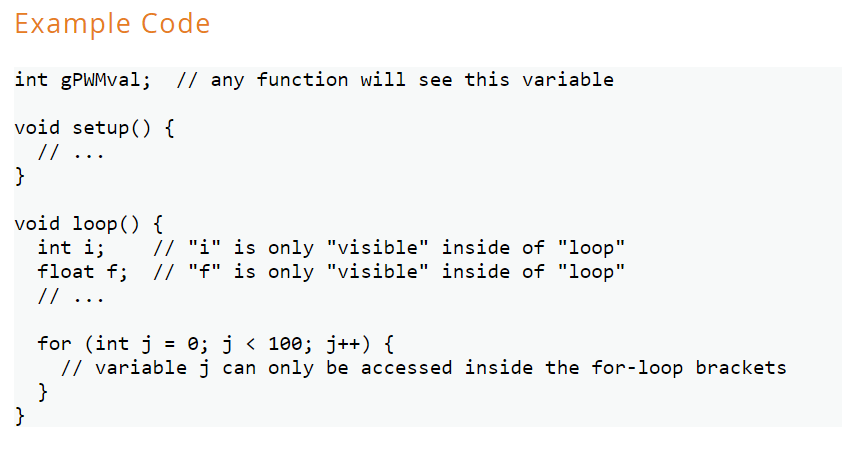 Example Code
int gPWMval;  // any function will see this variable
void setup() {
  // ...
}
void loop() {
  int i;    // "i" is only "visible" inside of "loop"
  float f;  // "f" is only "visible" inside of "loop"
  // ...
  for (int j = 0; j < 100; j++) {
    // variable j can only be accessed inside the for-loop brackets
  }
}